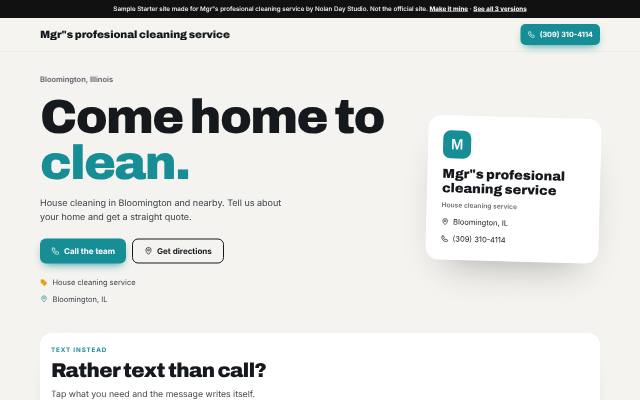 Sample Starter site made for Mgr"s profesional cleaning service by Nolan Day Studio. Not the official site. Make it mine · See all 3 versions
Mgr"s profesional cleaning service
(309) 310-4114
Bloomington, Illinois
Come home to
clean.
House cleaning in Bloomington and nearby. Tell us about
your home and get a straight quote.
Call the team
Get directions
House cleaning service
Bloomington, IL
M
Mgr"s profesional
cleaning service
House cleaning service
Bloomington, IL
(309) 310-4114
TEXT INSTEAD
Rather text than call?
Tap what you need and the message writes itself.